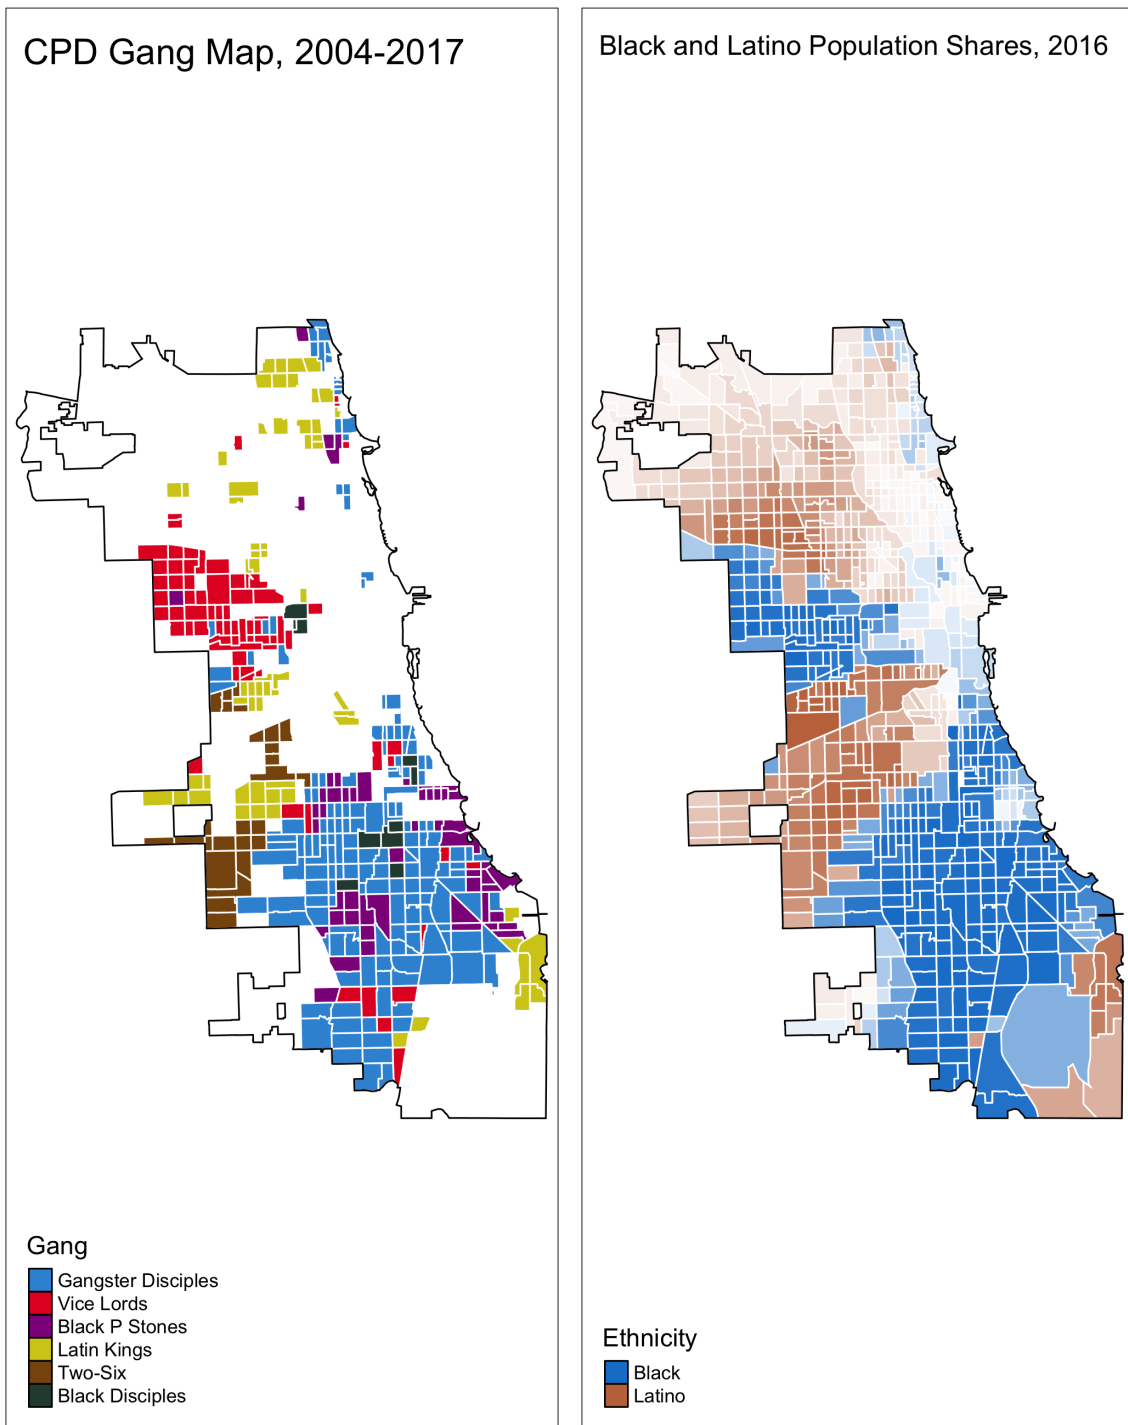 CPD Gang Map, 2004-2017
Gang
Gangster Disciples
Vice Lords
Black P Stones
Latin Kings
Two-Six
Black Disciples
Black and Latino Population Shares, 2016
Ethnicity
Black
Latino